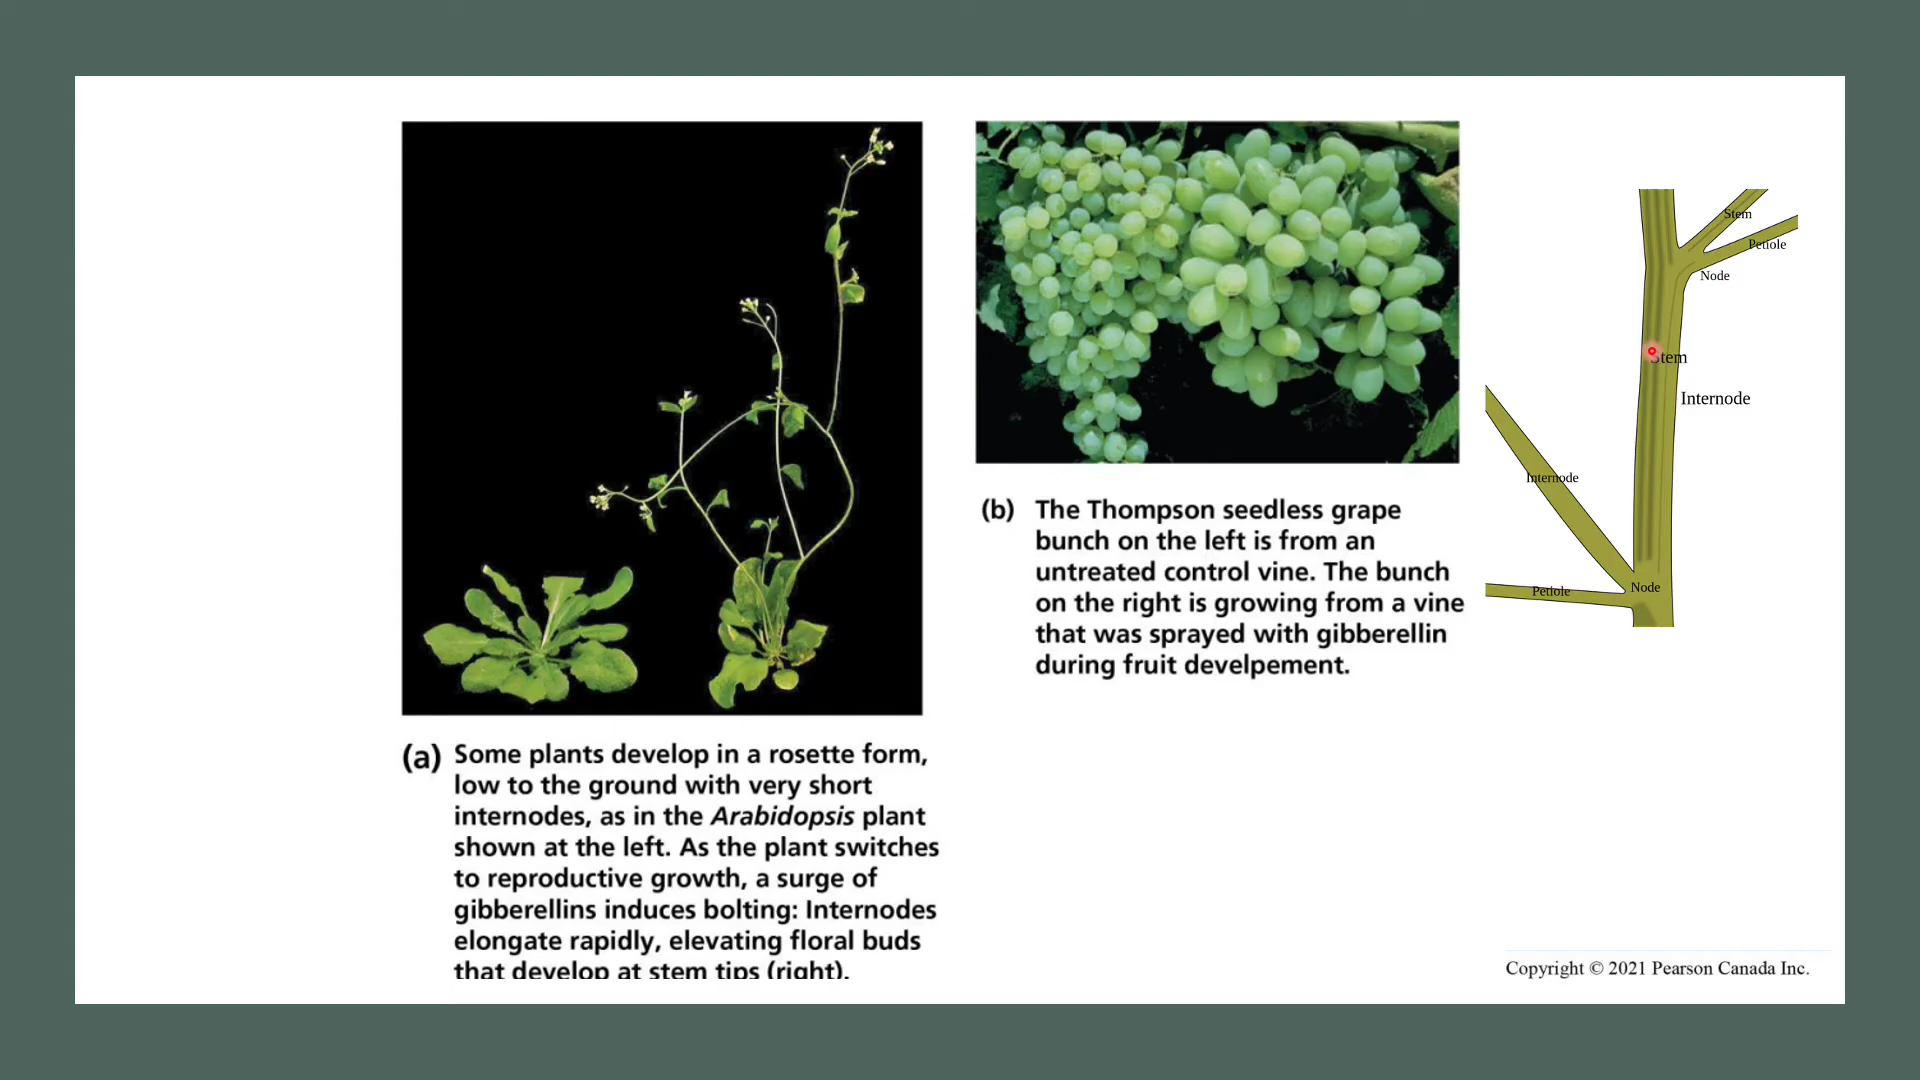 (a) Some plants develop in a rosette form,
low to the ground with very short
internodes, as in the Arabidopsis plant
shown at the left. As the plant switches
to reproductive growth, a surge of
gibberellins induces bolting: Internodes
elongate rapidly, elevating floral buds
that develop at stem tips (right).
(b) The Thompson seedless grape
bunch on the left is from an
untreated control vine. The bunch
on the right is growing from a vine
that was sprayed with gibberellin
during fruit develpement.
Stem
Petiole
Node
Stem
Internode
Internode
Node
Petiole
Copyright © 2021 Pearson Canada Inc.